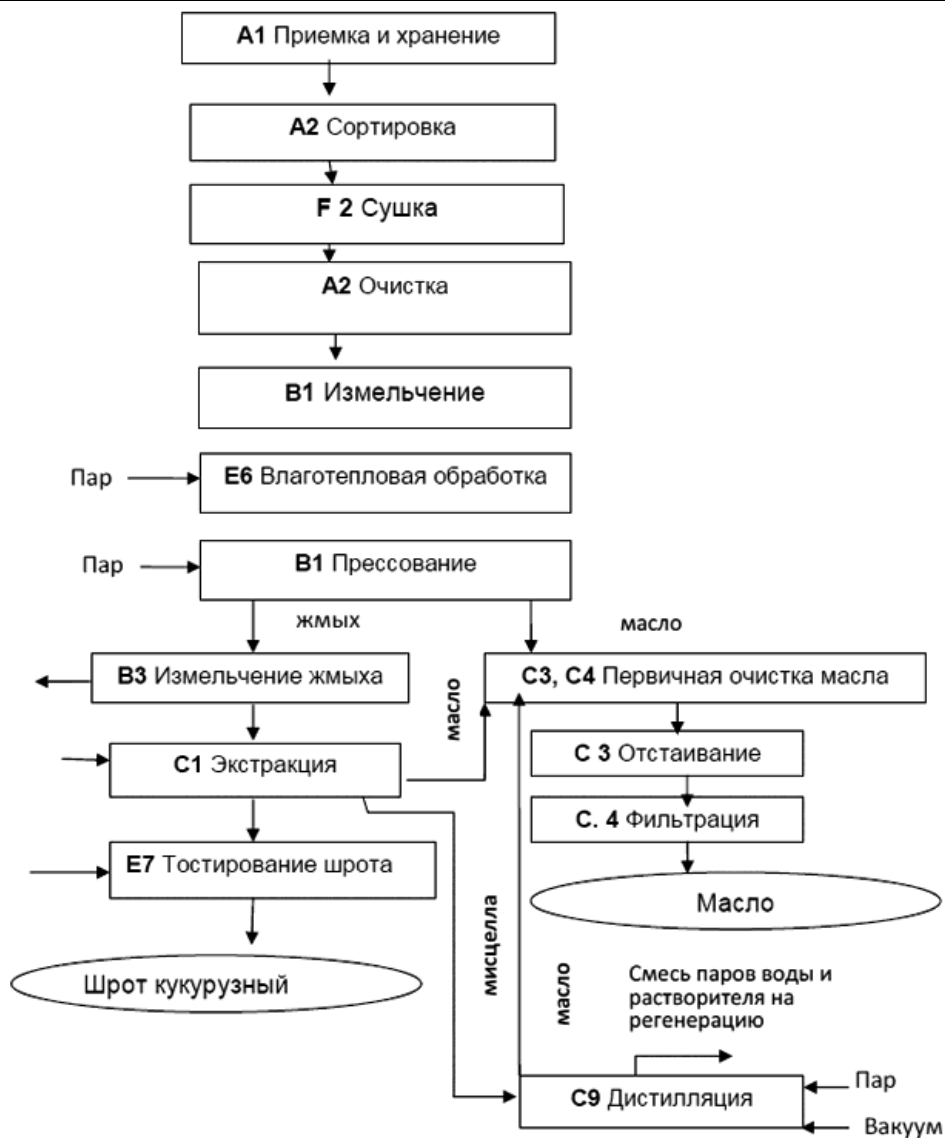 A1 Приемка и хранение
A2 Сортировка
F 2 Сушка
A2 Очистка
B1 Измельчение
Пар
E6 Влаготепловая обработка
Пар
B1 Прессование
жмых
масло
B3 Измельчение жмыха
C3, C4 Первичная очистка масла
масло
C1 Экстракция
C 3 Отстаивание
C. 4 Фильтрация
E7 Тостирование шрота
Масло
Шрот кукурузный
мисцелла
масло
Смесь паров воды и
растворителя на
регенерацию
C9 Дистилляция
Пар
Вакуум